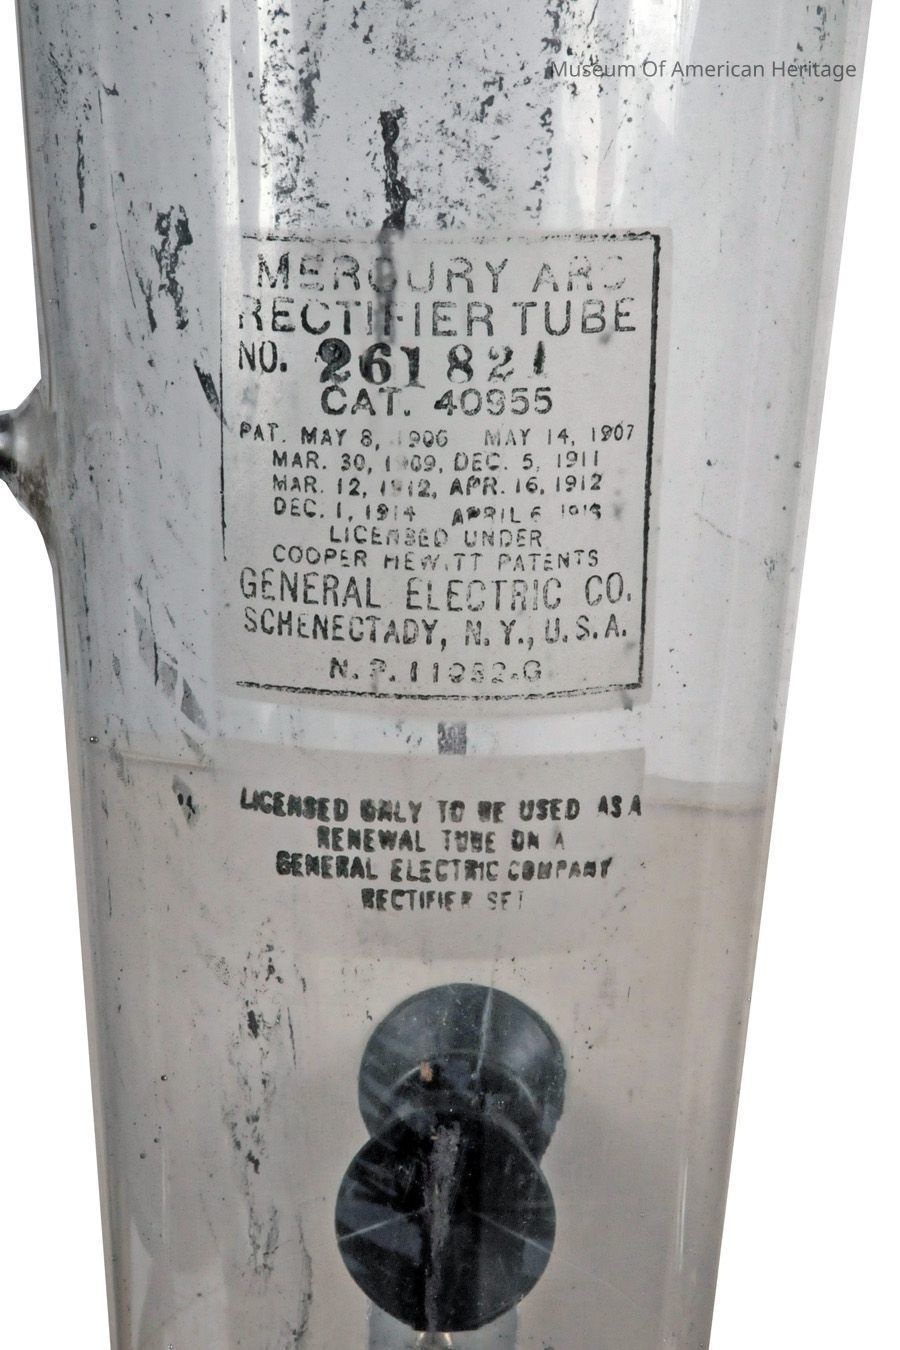 Museum Of American Heritage
MERCURY ARC
RECTIFIER TUBE
NO. 261821
CAT. 40955
PAT. MAY 8, 1906 MAY 14, 1907
MAR. 30, 1909, DEC. 5, 1911
MAR. 12, 1912, APR. 16, 1912
DEC. 1, 1914 APRIL 6
LICENSED UNDER
COOPER HEWITT PATENTS
GENERAL ELECTRIC CO.
SCHENECTADY, N.Y., U.S.A.
LICENSED ONLY TO BE USED AS A
RENEWAL TUBE ON A
GENERAL ELECTRIC COMPANY
RECTIFIER SET